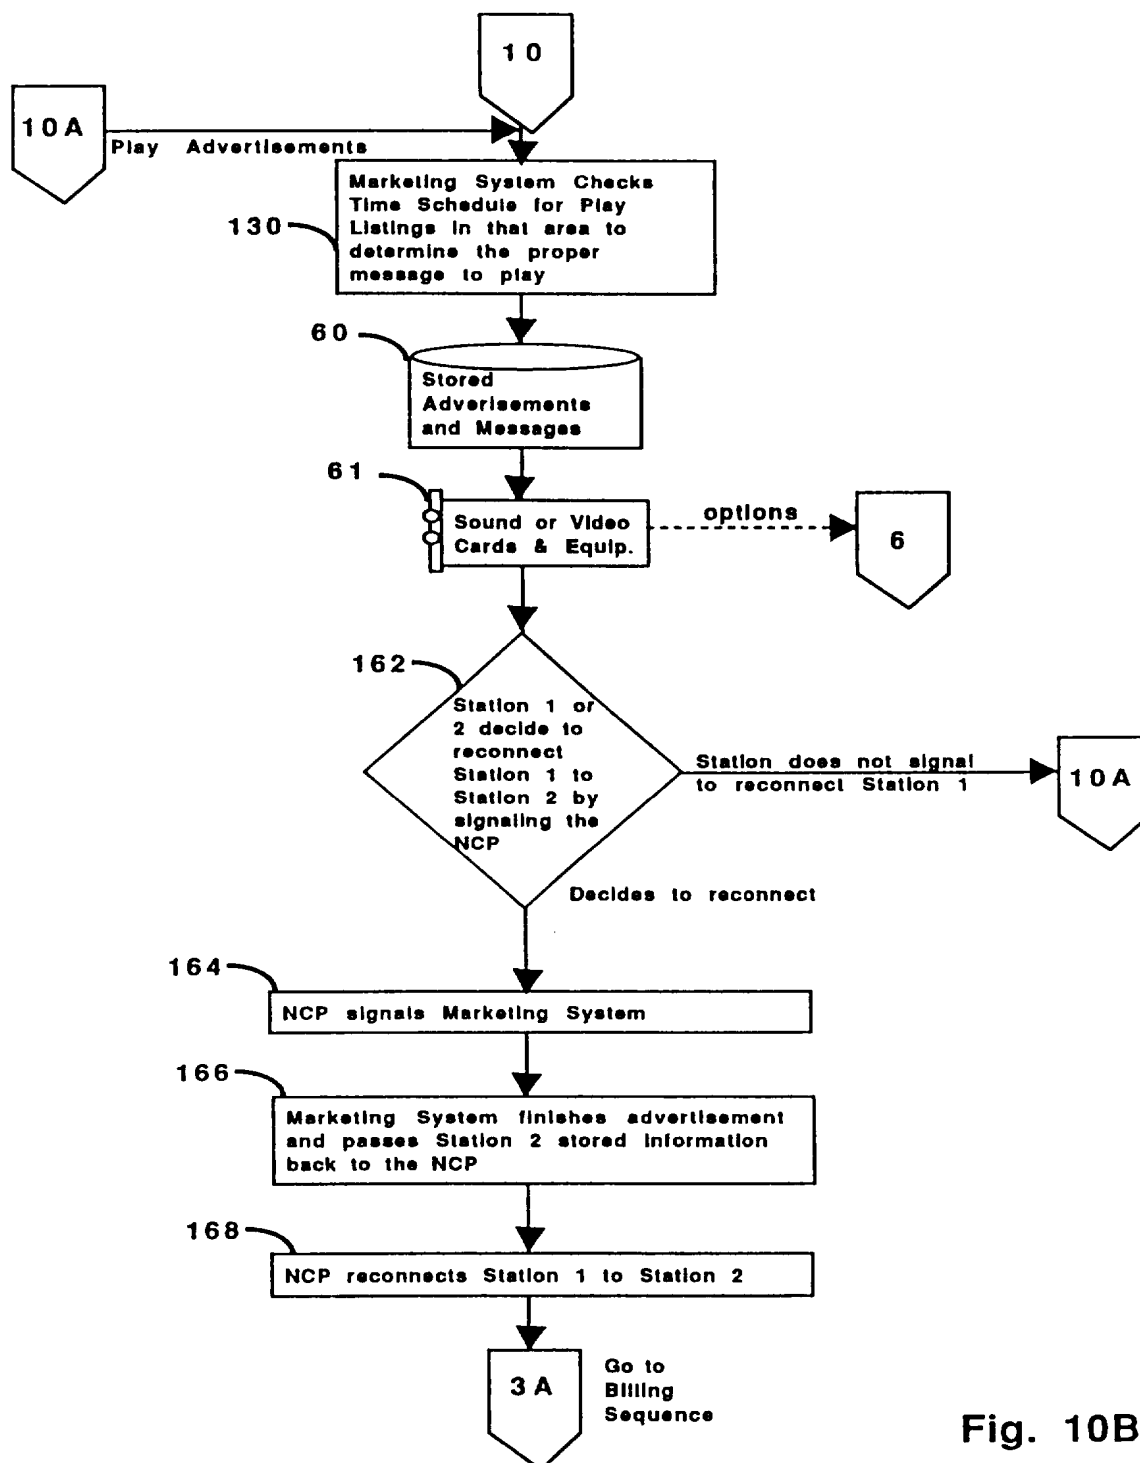 10
10A
Play Advertisements
Marketing System Checks
Time Schedule for Play
Listings in that area to
determine the proper
message to play
130
60
Stored
Adverisements
and Messages
61
Sound or Video
Cards & Equip.
options
6
162
Station 1 or
2 decide to
reconnect
Station 1 to
Station 2 by
signaling the
NCP
Station does not signal
to reconnect Station 1
10A
Decides to reconnect
164
NCP signals Marketing System
166
Marketing System finishes advertisement
and passes Station 2 stored information
back to the NCP
168
NCP reconnects Station 1 to Station 2
3A
Go to
Billing
Sequence
Fig. 10B